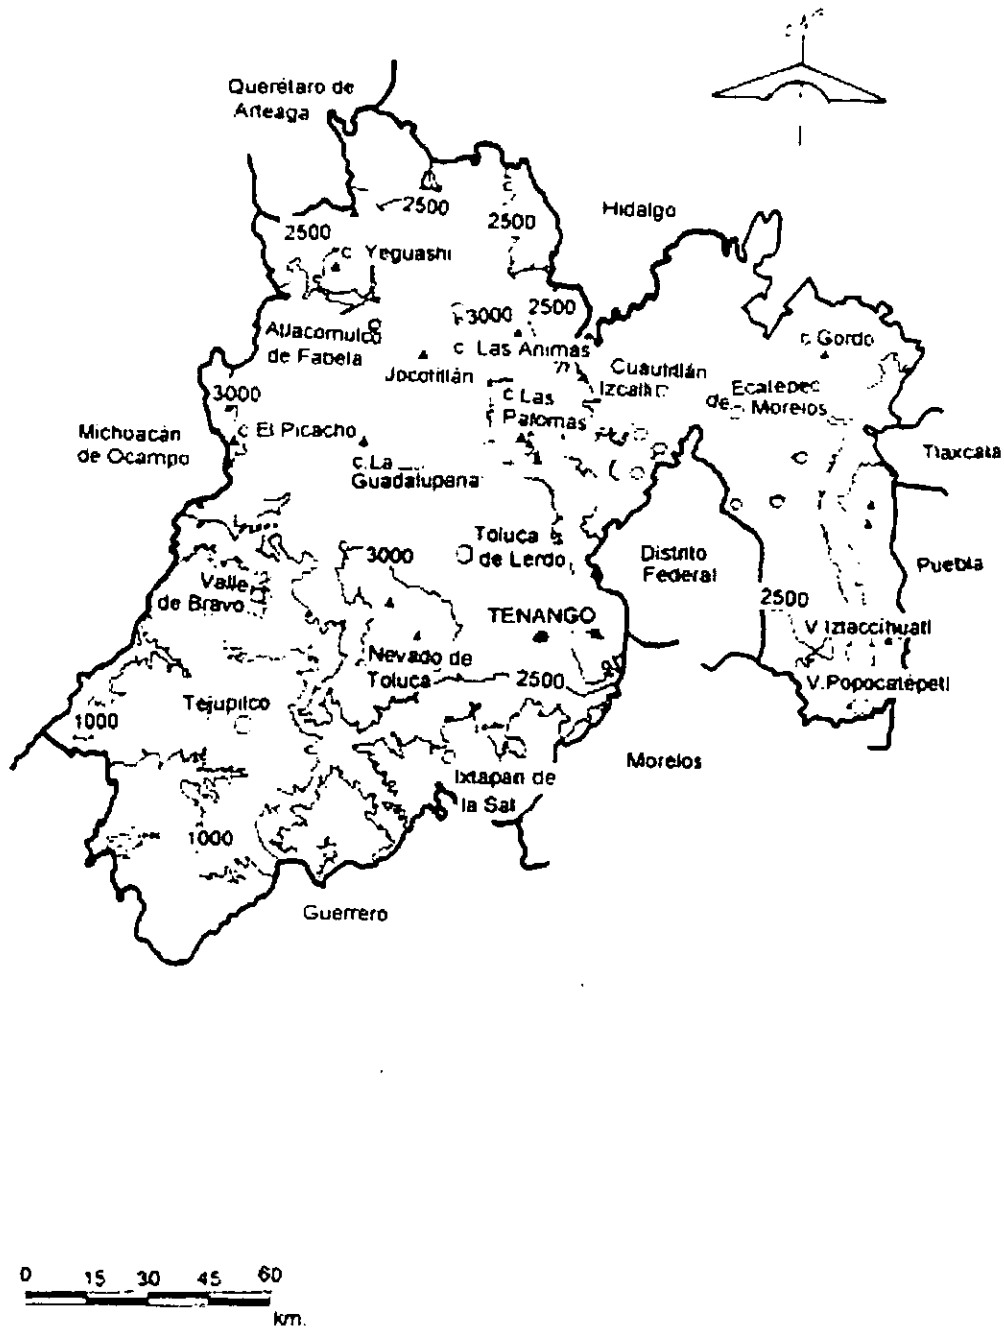 Querétaro de
Arteaga
2500
2500
2500
Hidalgo
c Yeguashi
3000
2500
Atlacomulco
de Fabela
c Las Animas
c Gordo
Jocotitlán
Cuautitlán
Izcalli
3000
c Las
Palomas
Ecatepec
de Morelos
Michoacán
de Ocampo
c El Picacho
c La
Guadalupana
Tlaxcala
Toluca
de Lerdo
3000
Distrito
Federal
Puebla
Valle
de Bravo
2500
TENANGO
V Iztaccihuatl
Nevado de
Toluca
2500
V.Popocatépetl
Tejupilco
1000
Morelos
Ixtapan de
la Sal
1000
Guerrero
0 15 30 45 60
km.